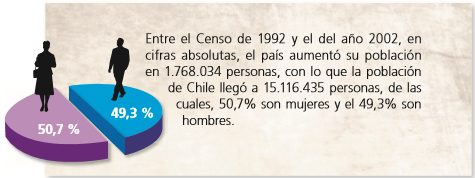 Entre el Censo de 1992 y el del año 2002, en
cifras absolutas, el país aumentó su población
en 1.768.034 personas, con lo que la población
de Chile llegó a 15.116.435 personas, de las
cuales, 50,7% son mujeres y el 49,3% son
hombres.
49,3 %
50,7 %